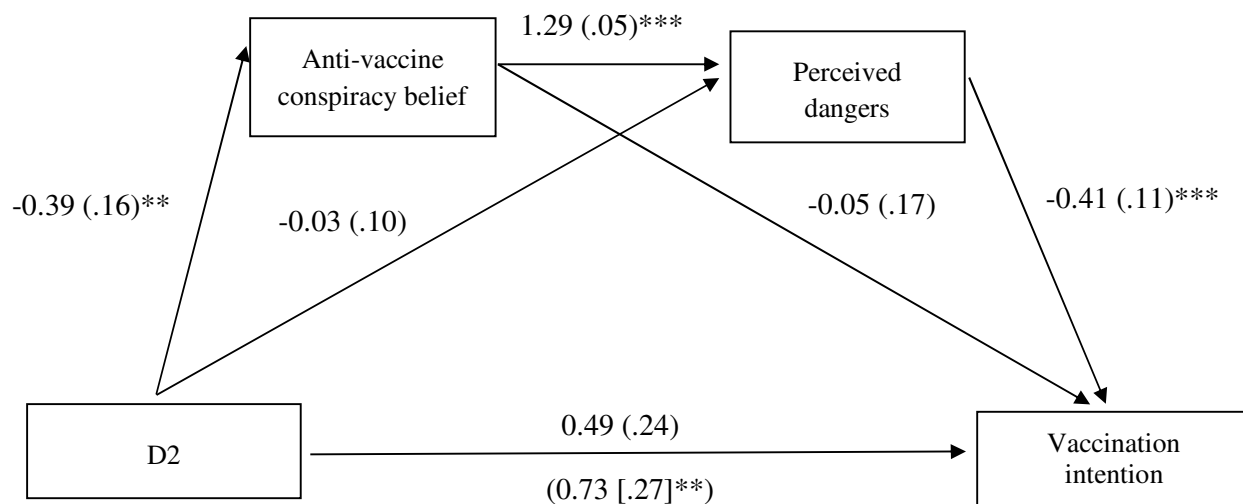 1.29 (.05)***
Anti-vaccine
conspiracy belief
Perceived
dangers
-0.39 (.16)**
-0.03 (.10)
-0.05 (.17)
-0.41 (.11)***
D2
0.49 (.24)
(0.73 [.27]**)
Vaccination
intention